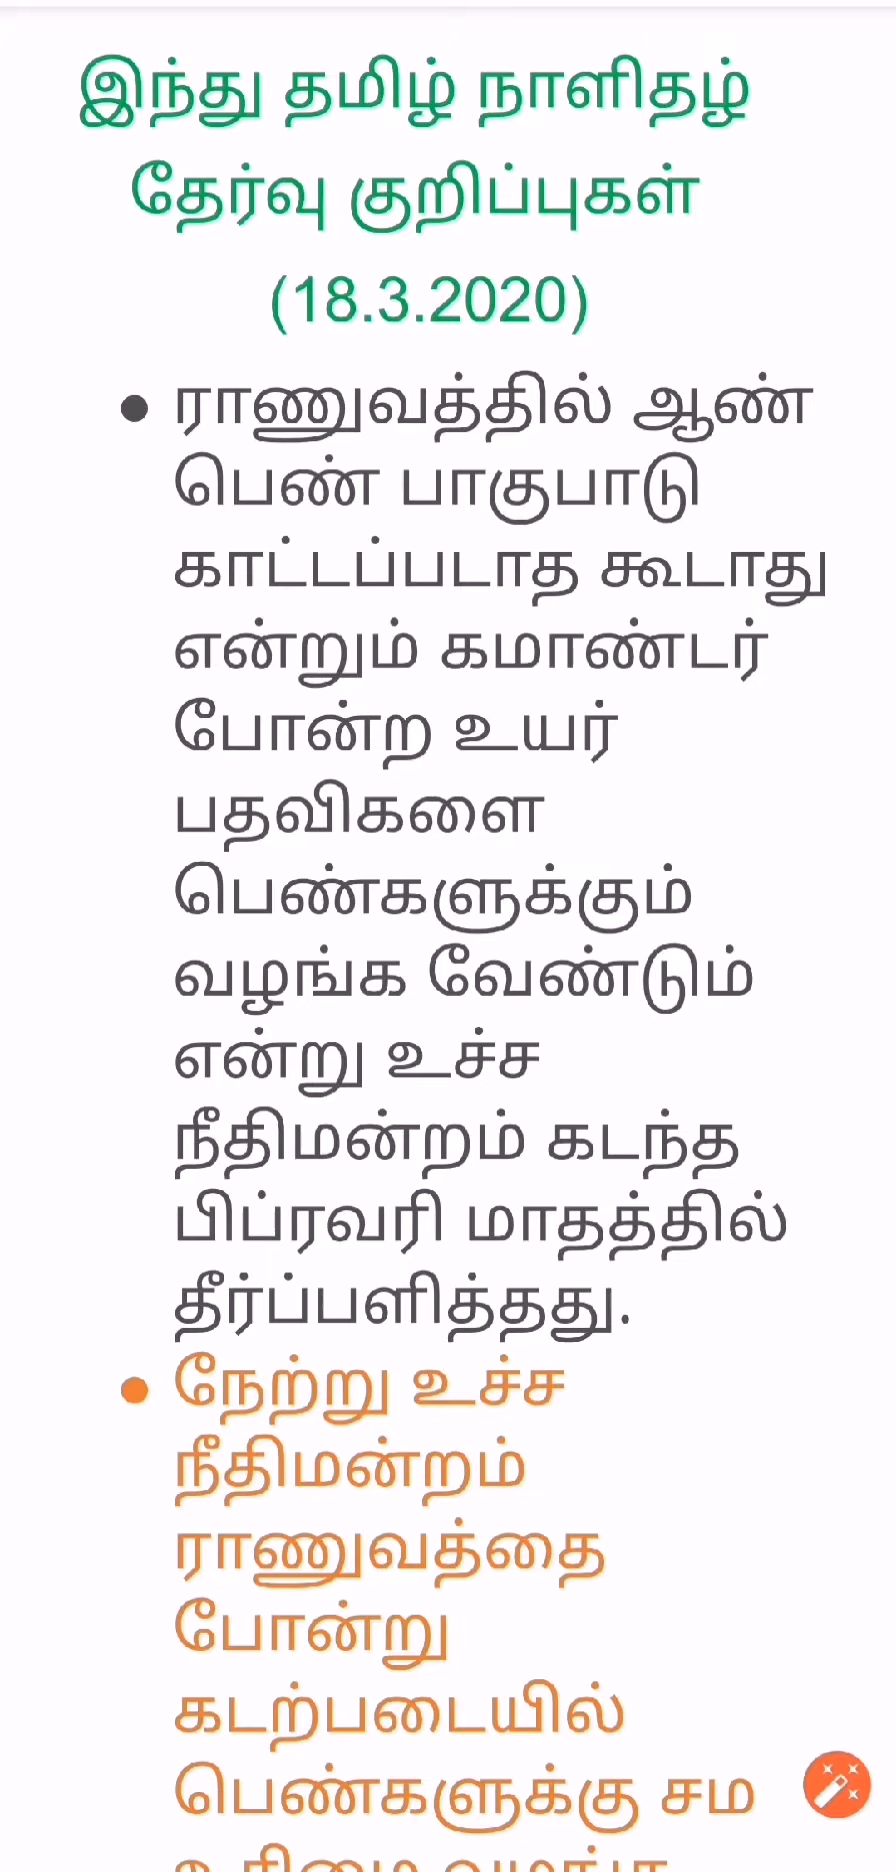 இந்து தமிழ் நாளிதழ்
தேர்வு குறிப்புகள்
(18.3.2020)
● ராணுவத்தில் ஆண்
பெண் பாகுபாடு
காட்டப்படாத கூடாது
என்றும் கமாண்டர்
போன்ற உயர்
பதவிகளை
பெண்களுக்கும்
வழங்க வேண்டும்
என்று உச்ச
நீதிமன்றம் கடந்த
பிப்ரவரி மாதத்தில்
தீர்ப்பளித்தது.
● நேற்று உச்ச
நீதிமன்றம்
ராணுவத்தை
போன்று
கடற்படையில்
பெண்களுக்கு சம